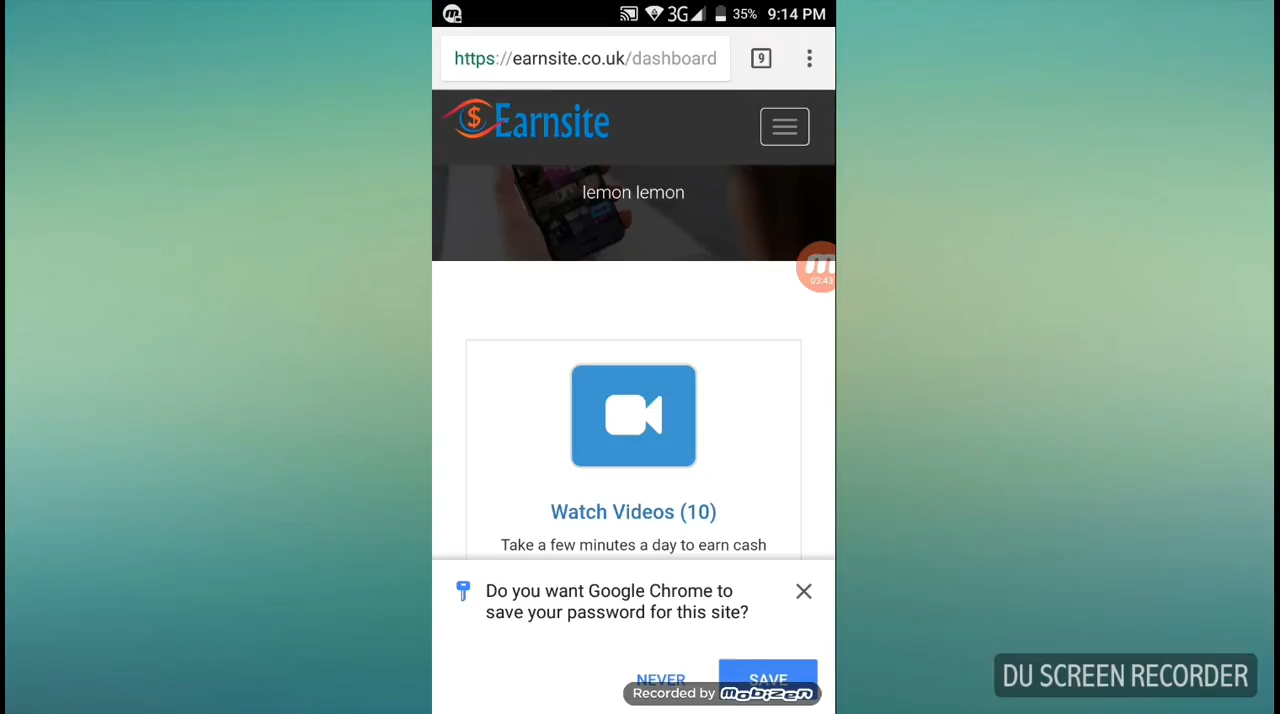 3G 35% 9:14 PM
https://earnsite.co.uk/dashboard
9
$ Earnsite
lemon lemon
m
03:43
Watch Videos (10)
Take a few minutes a day to earn cash
Do you want Google Chrome to
save your password for this site?
NEVER SAVE
Recorded by mobizen
DU SCREEN RECORDER